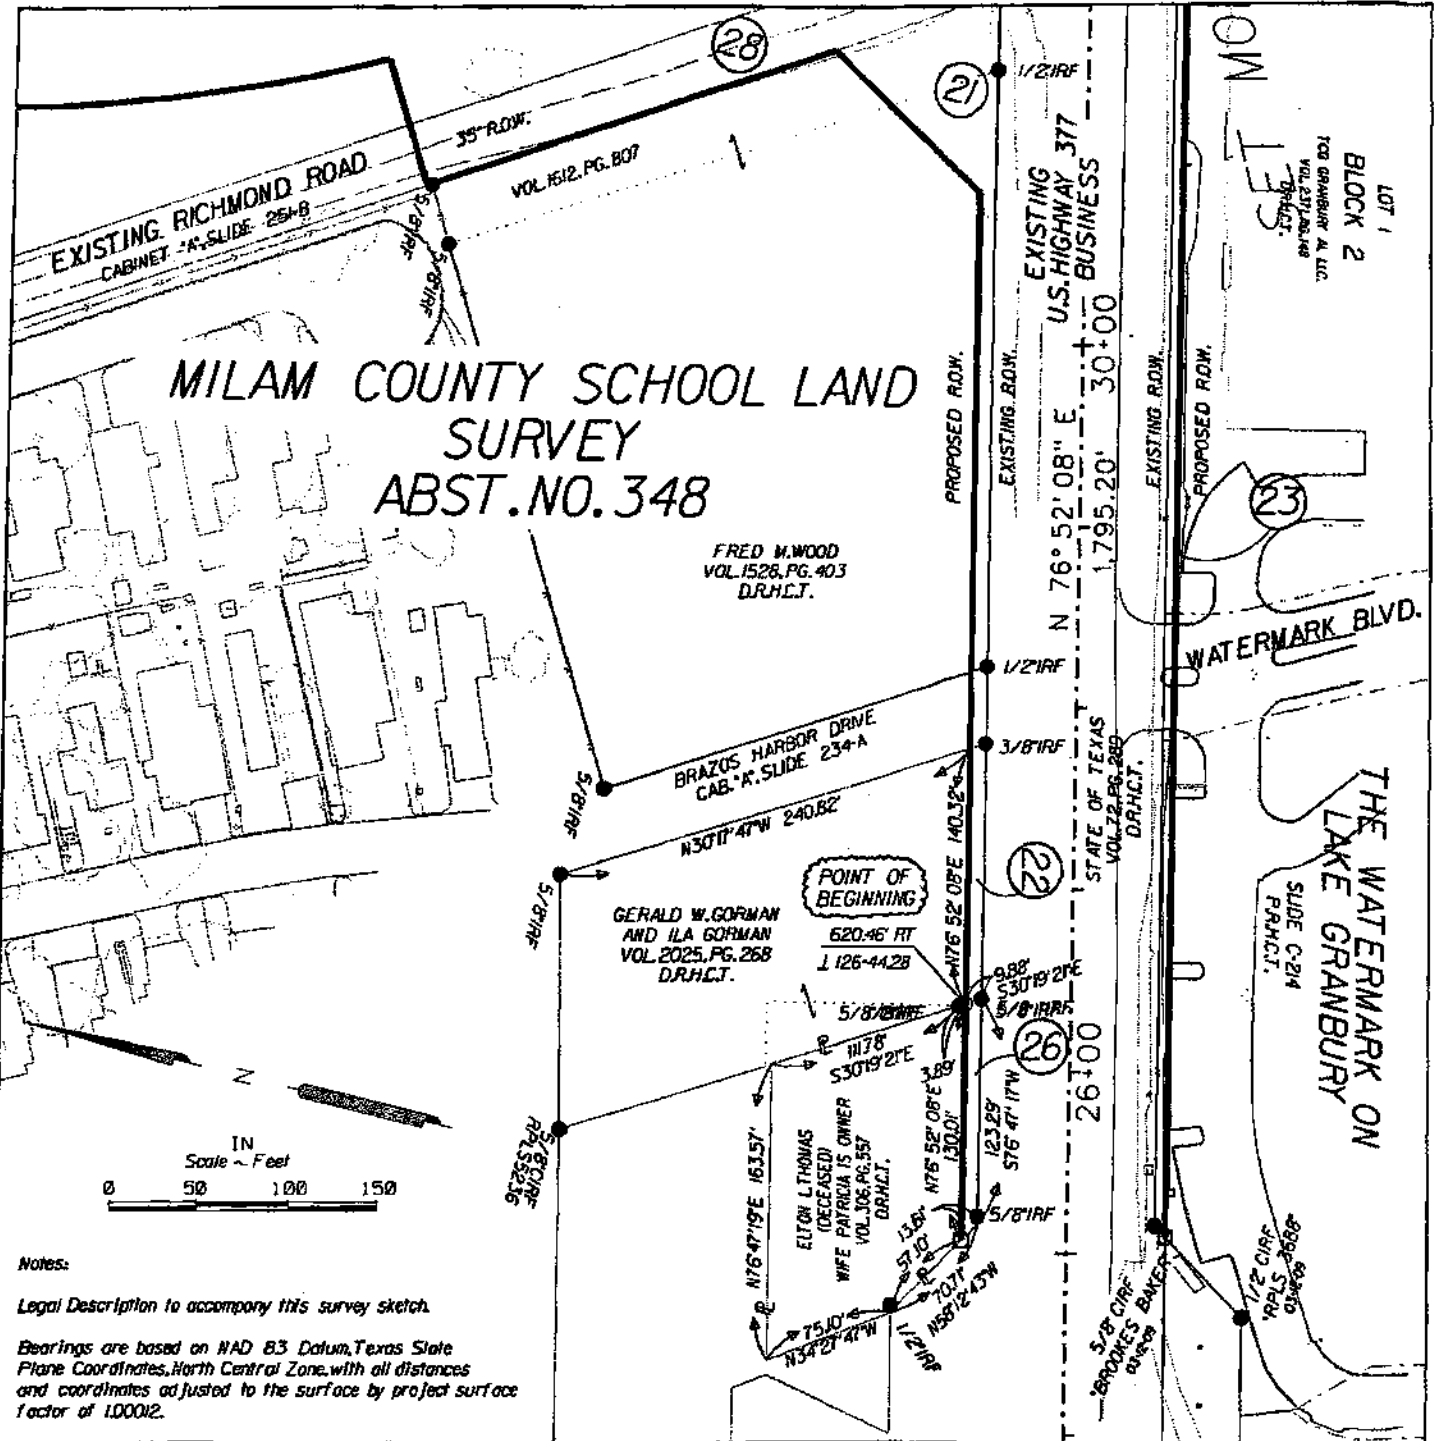 28
21
1/2"IRF
35' R.O.W.
VOL.1612, PG.807
EXISTING RICHMOND ROAD
CABINET "A", SLIDE 251-B
5/8"IRF
5/8"IRF
EXISTING
U.S. HIGHWAY 377
BUSINESS
LOT 1
BLOCK 2
TCG GRANBURY AL LLC.
MILAM COUNTY SCHOOL LAND
SURVEY
ABST. NO. 348
PROPOSED R.O.W.
EXISTING R.O.W.
N 76°52'08" E
1,795.20'
30+00
EXISTING R.O.W.
PROPOSED R.O.W.
23
FRED M.WOOD
VOL.1528, PG.403
D.R.H.C.T.
WATERMARK BLVD.
1/2"IRF
3/8"IRF
BRAZOS HARBOR DRIVE
CAB."A", SLIDE 234-A
5/8"IRF
N30°17'47"W 240.82'
N76°52'08"E 140.32'
STATE OF TEXAS
VOL.72, PG.289
D.R.H.C.T.
22
POINT OF
BEGINNING
620.46' RT
126+44.28
5/8"IRF
GERALD W.GORMAN
AND ILA GORMAN
VOL.2025, PG.268
D.R.H.C.T.
THE WATERMARK ON
LAKE GRANBURY
SLIDE C-214
P.R.H.C.T.
9.88'
S30°19'21"E
111.78'
S30°19'21"E
3.89'
26
26+00
N
5/8"CIRF
RPLS5236
N76°47'19"E 163.57'
ELTON L.THOMAS
(DECEASED)
WIFE PATRICIA IS OWNER
VOL.306, PG.557
D.R.H.C.T.
N76°52'08"E
130.01'
123.29'
S76°47'17"W
5/8"IRF
13.61'
57.10'
70.71'
N58°12'43"W
75.10'
N34°27'47"W
1/2"IRF
5/8" CIRF
"BROOKES BAKER"
1/2" CIRF
"RPLS 3688"
IN
Scale ~ Feet
0 50 100 150
Notes:
Legal Description to accompany this survey sketch.
Bearings are based on NAD 83 Datum, Texas State
Plane Coordinates, North Central Zone, with all distances
and coordinates adjusted to the surface by project surface
factor of 1.00012.